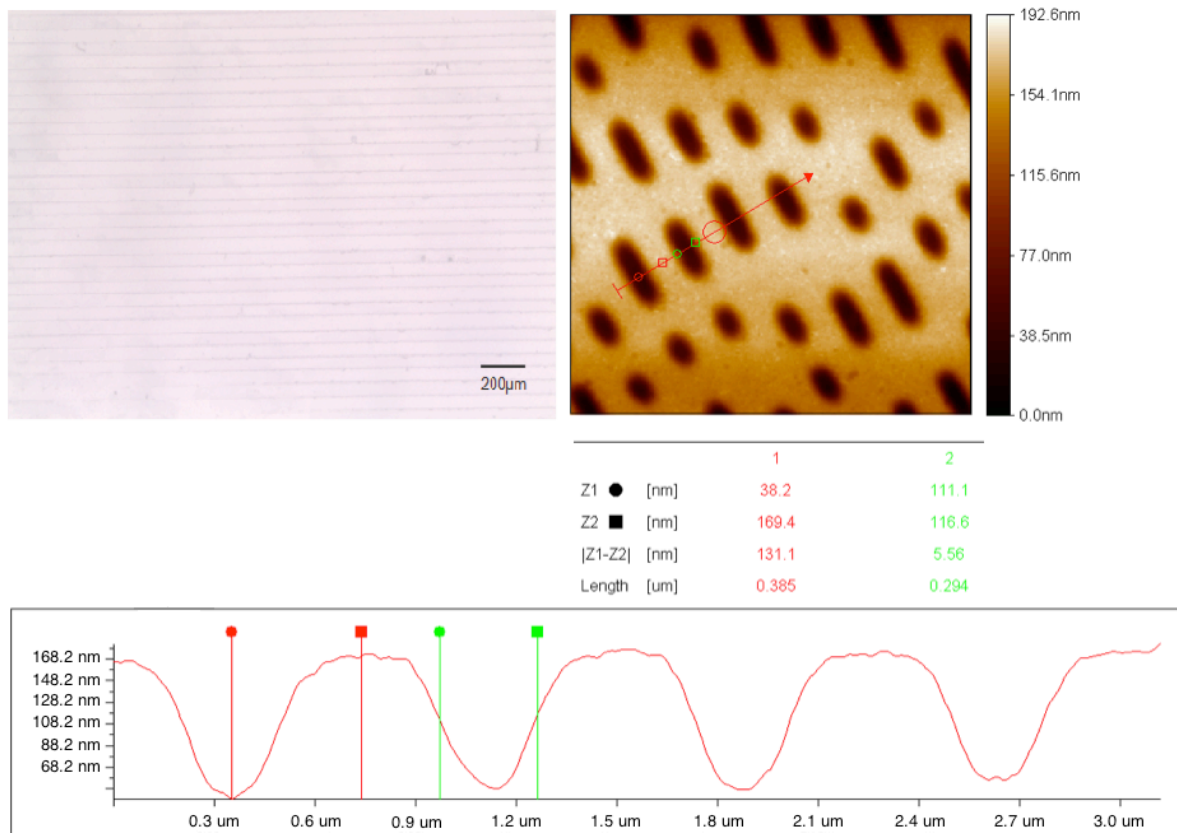 200µm
192.6nm
154.1nm
115.6nm
77.0nm
38.5nm
0.0nm
1 2
Z1 [nm] 38.2 111.1
Z2 [nm] 169.4 116.6
|Z1-Z2| [nm] 131.1 5.56
Length [um] 0.385 0.294
168.2 nm
148.2 nm
128.2 nm
108.2 nm
88.2 nm
68.2 nm
0.3 um 0.6 um 0.9 um 1.2 um 1.5 um 1.8 um 2.1 um 2.4 um 2.7 um 3.0 um